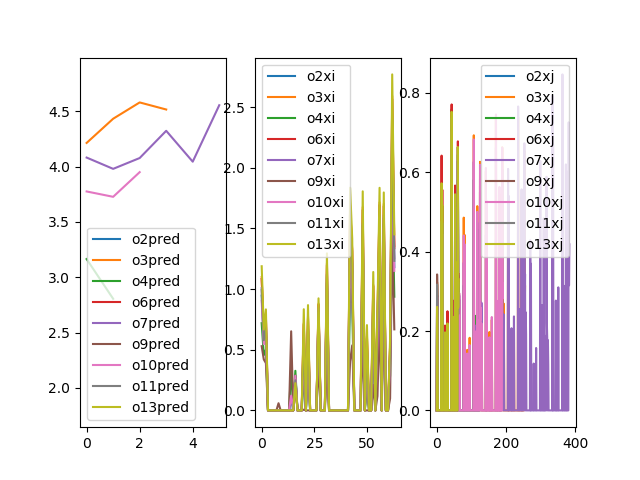 4.5
4.0
3.5
3.0
2.5
2.0
0
2
4
o2pred
o3pred
o4pred
o6pred
o7pred
o9pred
o10pred
o11pred
o13pred
2.5
2.0
1.5
1.0
0.5
0.0
0
25
50
o2xi
o3xi
o4xi
o6xi
o7xi
o9xi
o10xi
o11xi
o13xi
0.8
0.6
0.4
0.2
0.0
0
200
400
o2xj
o3xj
o4xj
o6xj
o7xj
o9xj
o10xj
o11xj
o13xj